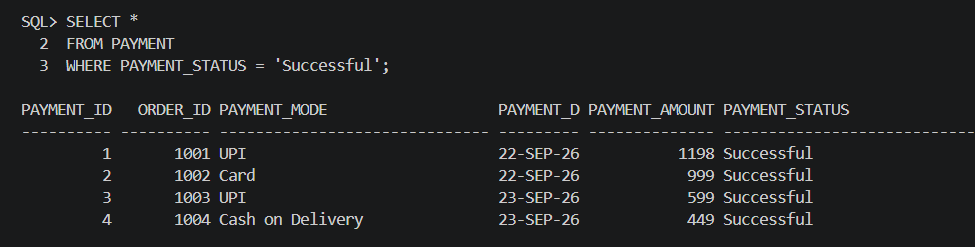 SQL> SELECT *
  2  FROM PAYMENT
  3  WHERE PAYMENT_STATUS = 'Successful';
PAYMENT_ID   ORDER_ID PAYMENT_MODE                   PAYMENT_D PAYMENT_AMOUNT PAYMENT_STATUS
---------- ---------- ------------------------------ --------- -------------- ----------------------------
         1       1001 UPI                            22-SEP-26           1198 Successful
         2       1002 Card                           22-SEP-26            999 Successful
         3       1003 UPI                            23-SEP-26            599 Successful
         4       1004 Cash on Delivery               23-SEP-26            449 Successful